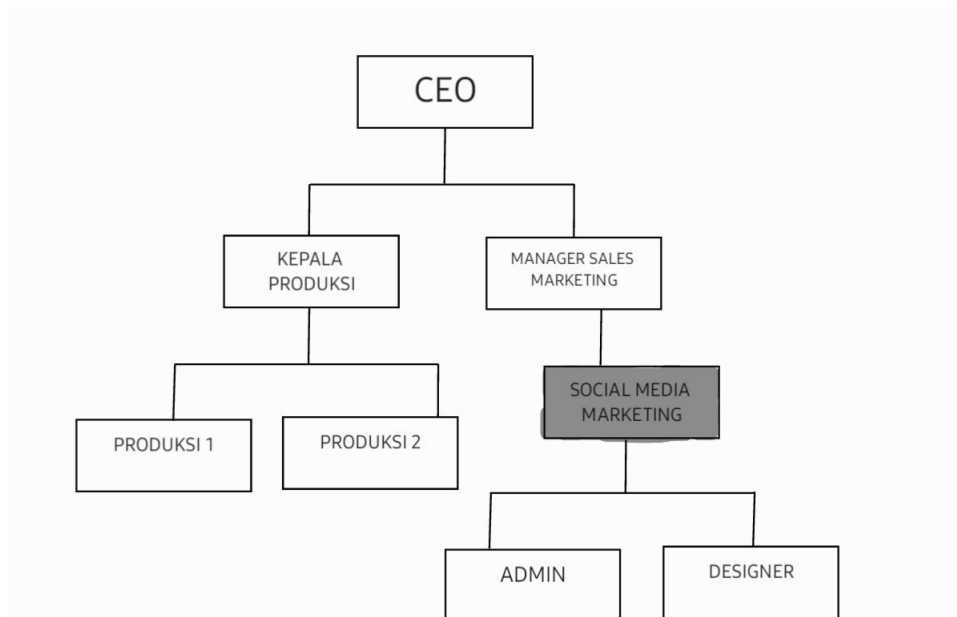 CEO
KEPALA
PRODUKSI
MANAGER SALES
MARKETING
SOCIAL MEDIA
MARKETING
PRODUKSI 1
PRODUKSI 2
ADMIN
DESIGNER